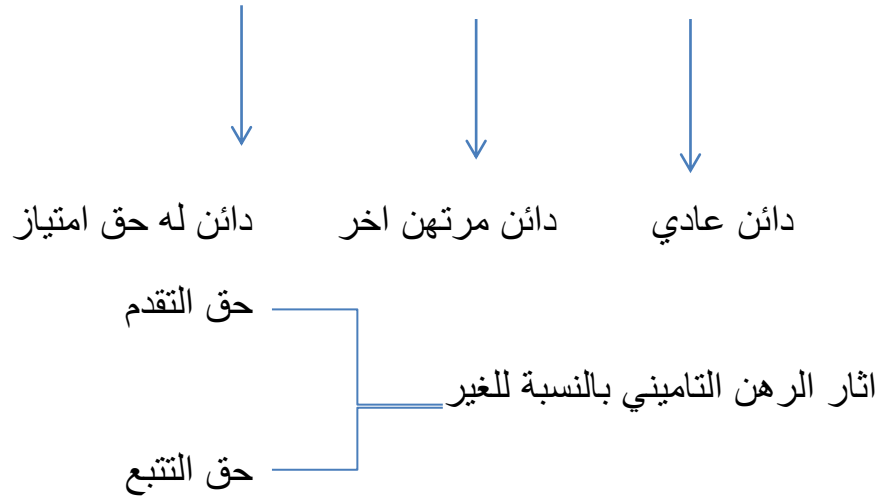 دائن عادي دائن مرتهن اخر دائن له حق امتياز
حق التقدم
اثار الرهن التاميني بالنسبة للغير
حق التتبع